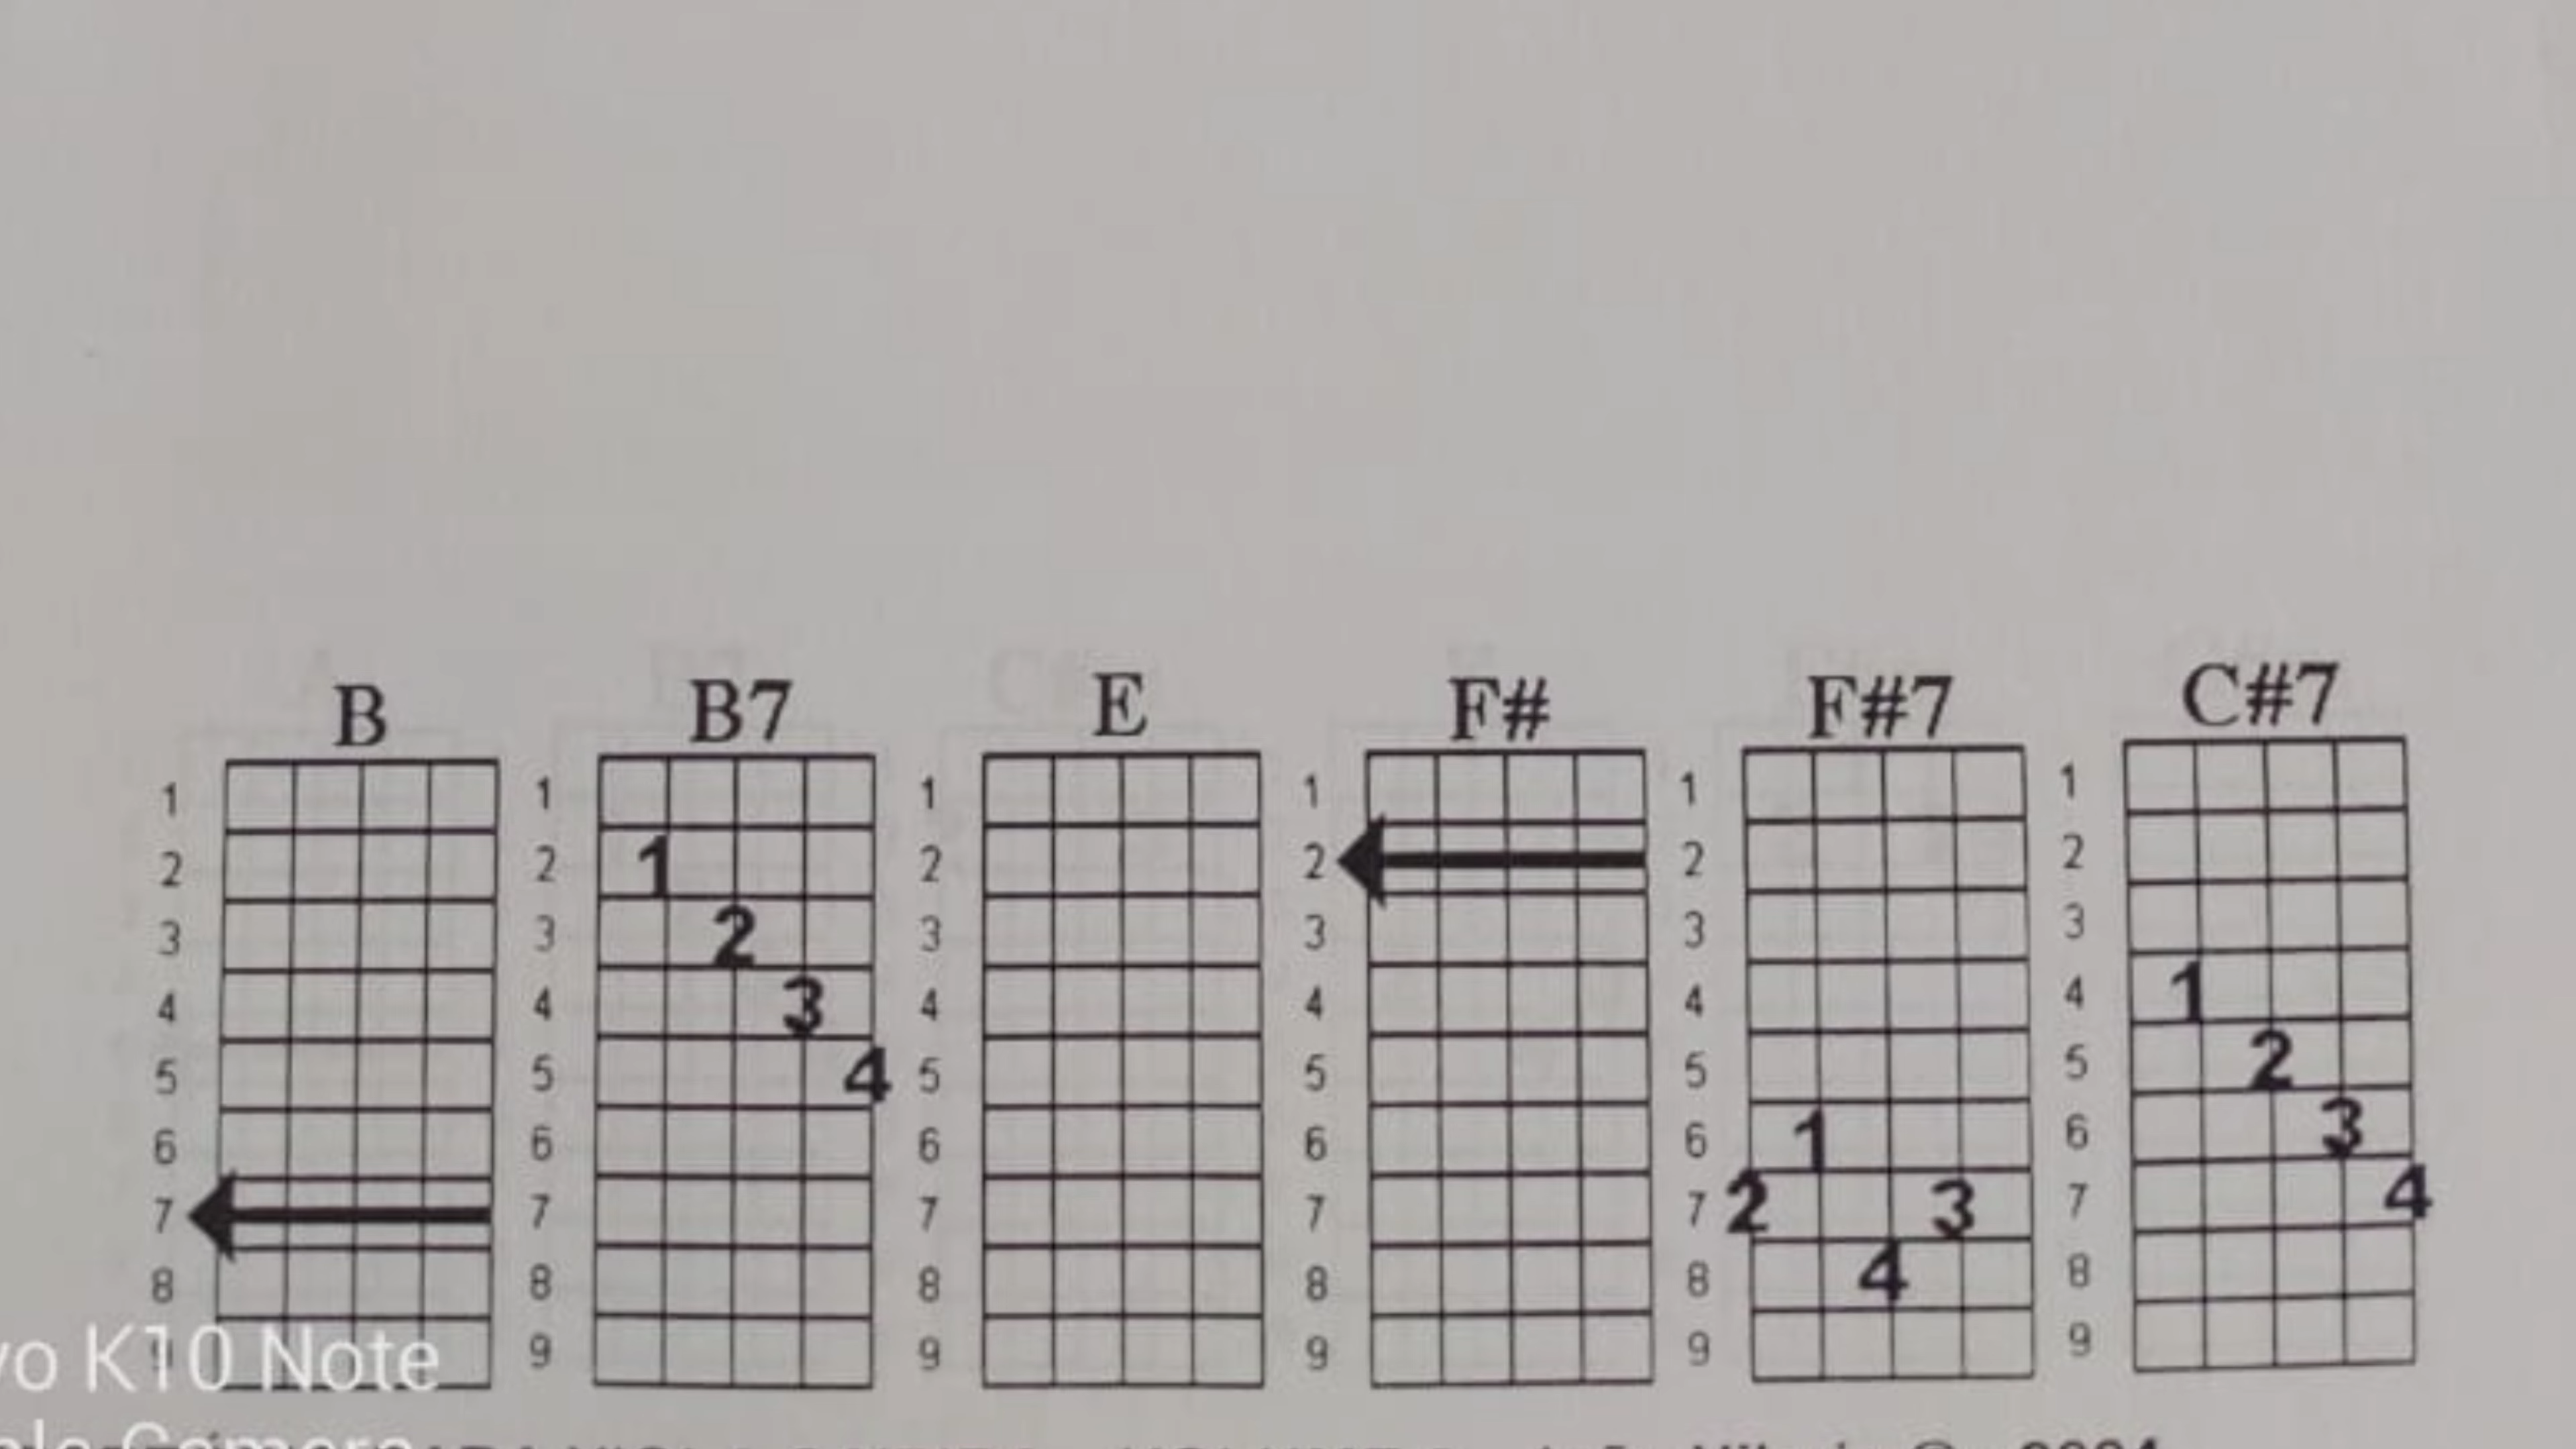 B B7 E F# F#7 C#7
1 1 1 1 1 1
2 2 1 2 2 2 2
3 3 2 3 3 3 3
4 4 3 4 4 4 4 1
5 5 4 5 5 5 5 2
6 6 6 6 6 1 6 3
7 7 7 7 7 2 3 7 4
8 8 8 8 8 4 8
9 9 9 9 9 9
K10 Note